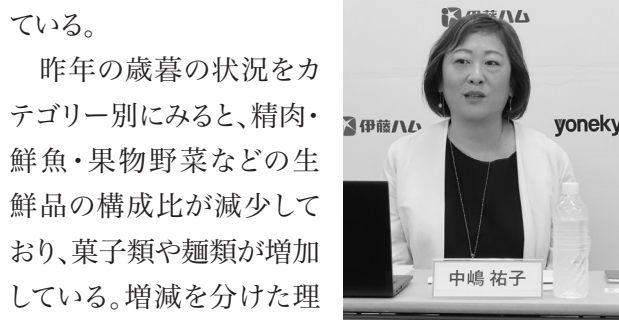 ている。
　昨年の歳暮の状況をカ
テゴリー別にみると、精肉・
鮮魚・果物野菜などの生
鮮品の構成比が減少して
おり、菓子類や麺類が増加
している。増減を分けた理
伊藤ハム
伊藤ハム
yoneky
中嶋 祐子